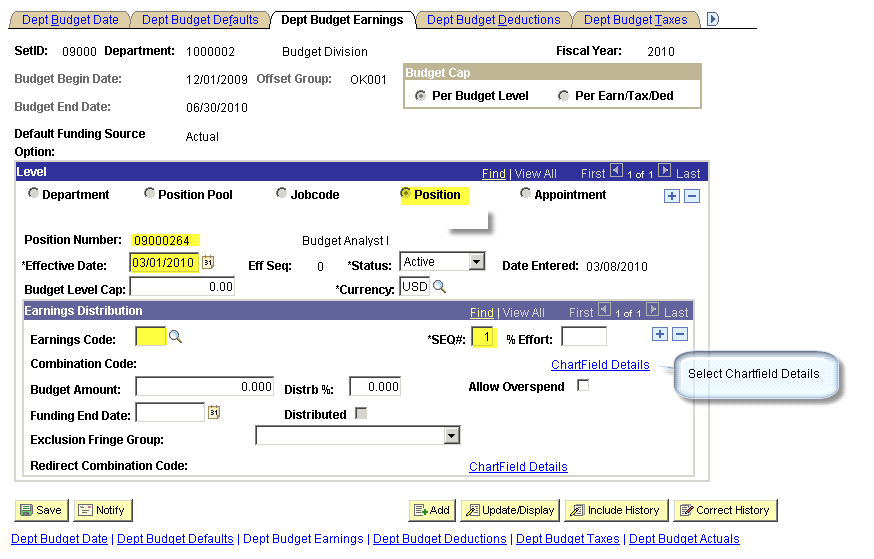 Dept Budget Date Dept Budget Defaults Dept Budget Earnings Dept Budget Deductions Dept Budget Taxes
SetID: 09000 Department: 1000002 Budget Division Fiscal Year: 2010
Budget Begin Date: 12/01/2009 Offset Group: OK001
Budget Cap
Per Budget Level Per Earn/Tax/Ded
Budget End Date: 06/30/2010
Default Funding Source
Option: Actual
Level Find | View All First 1 of 1 Last
Department Position Pool Jobcode Position Appointment
Position Number: 09000264 Budget Analyst I
*Effective Date: 03/01/2010 31 Eff Seq: 0 *Status: Active Date Entered: 03/08/2010
Budget Level Cap: 0.00 *Currency: USD
Earnings Distribution Find | View All First 1 of 1 Last
Earnings Code: *SEQ#: 1 % Effort:
Combination Code: ChartField Details
Select Chartfield Details
Budget Amount: 0.000 Distrb %: 0.000 Allow Overspend
Funding End Date: 31 Distributed
Exclusion Fringe Group:
Redirect Combination Code: ChartField Details
Save Notify Add Update/Display Include History Correct History
Dept Budget Date | Dept Budget Defaults | Dept Budget Earnings | Dept Budget Deductions | Dept Budget Taxes | Dept Budget Actuals